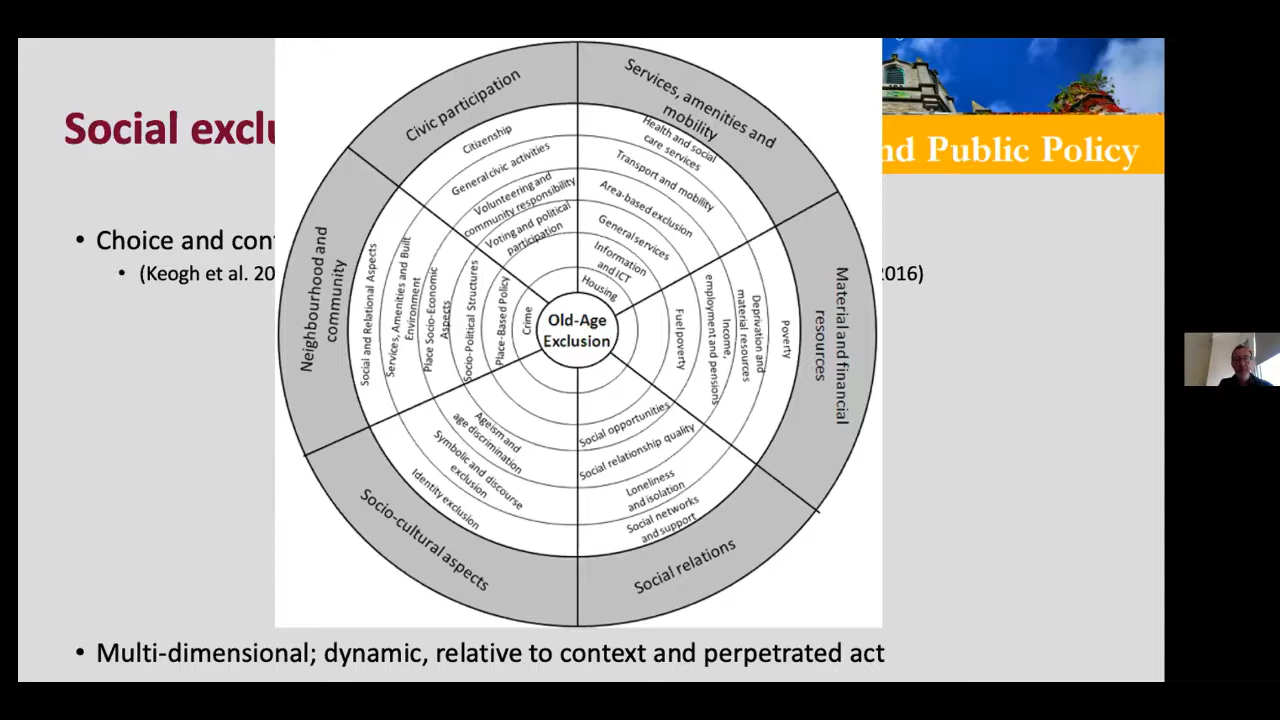 Social exclu
nd Public Policy
• Choice and con
• (Keogh et al. 20
2016)
Civic participation
Citizenship
General civic activities
Volunteering and
community responsibility
Voting and political
participation
Services, amenities and
mobility
Health and social
care services
Transport and mobility
Area-based exclusion
General services
Information
and ICT
Housing
Material and financial
resources
Poverty
Deprivation and
material resources
Income,
employment and pensions
Fuel poverty
Social relations
Social opportunities
Social relationship quality
Loneliness
and isolation
Social networks
and support
Socio-cultural aspects
Ageism and
age discrimination
Symbolic and discourse
exclusion
Identity exclusion
Neighbourhood and
community
Social and Relational Aspects
Services, Amenities and Built
Environment
Place Socio-Economic
Aspects
Socio-Political Structures
Place-Based Policy
Crime
Old-Age
Exclusion
• Multi-dimensional; dynamic, relative to context and perpetrated act